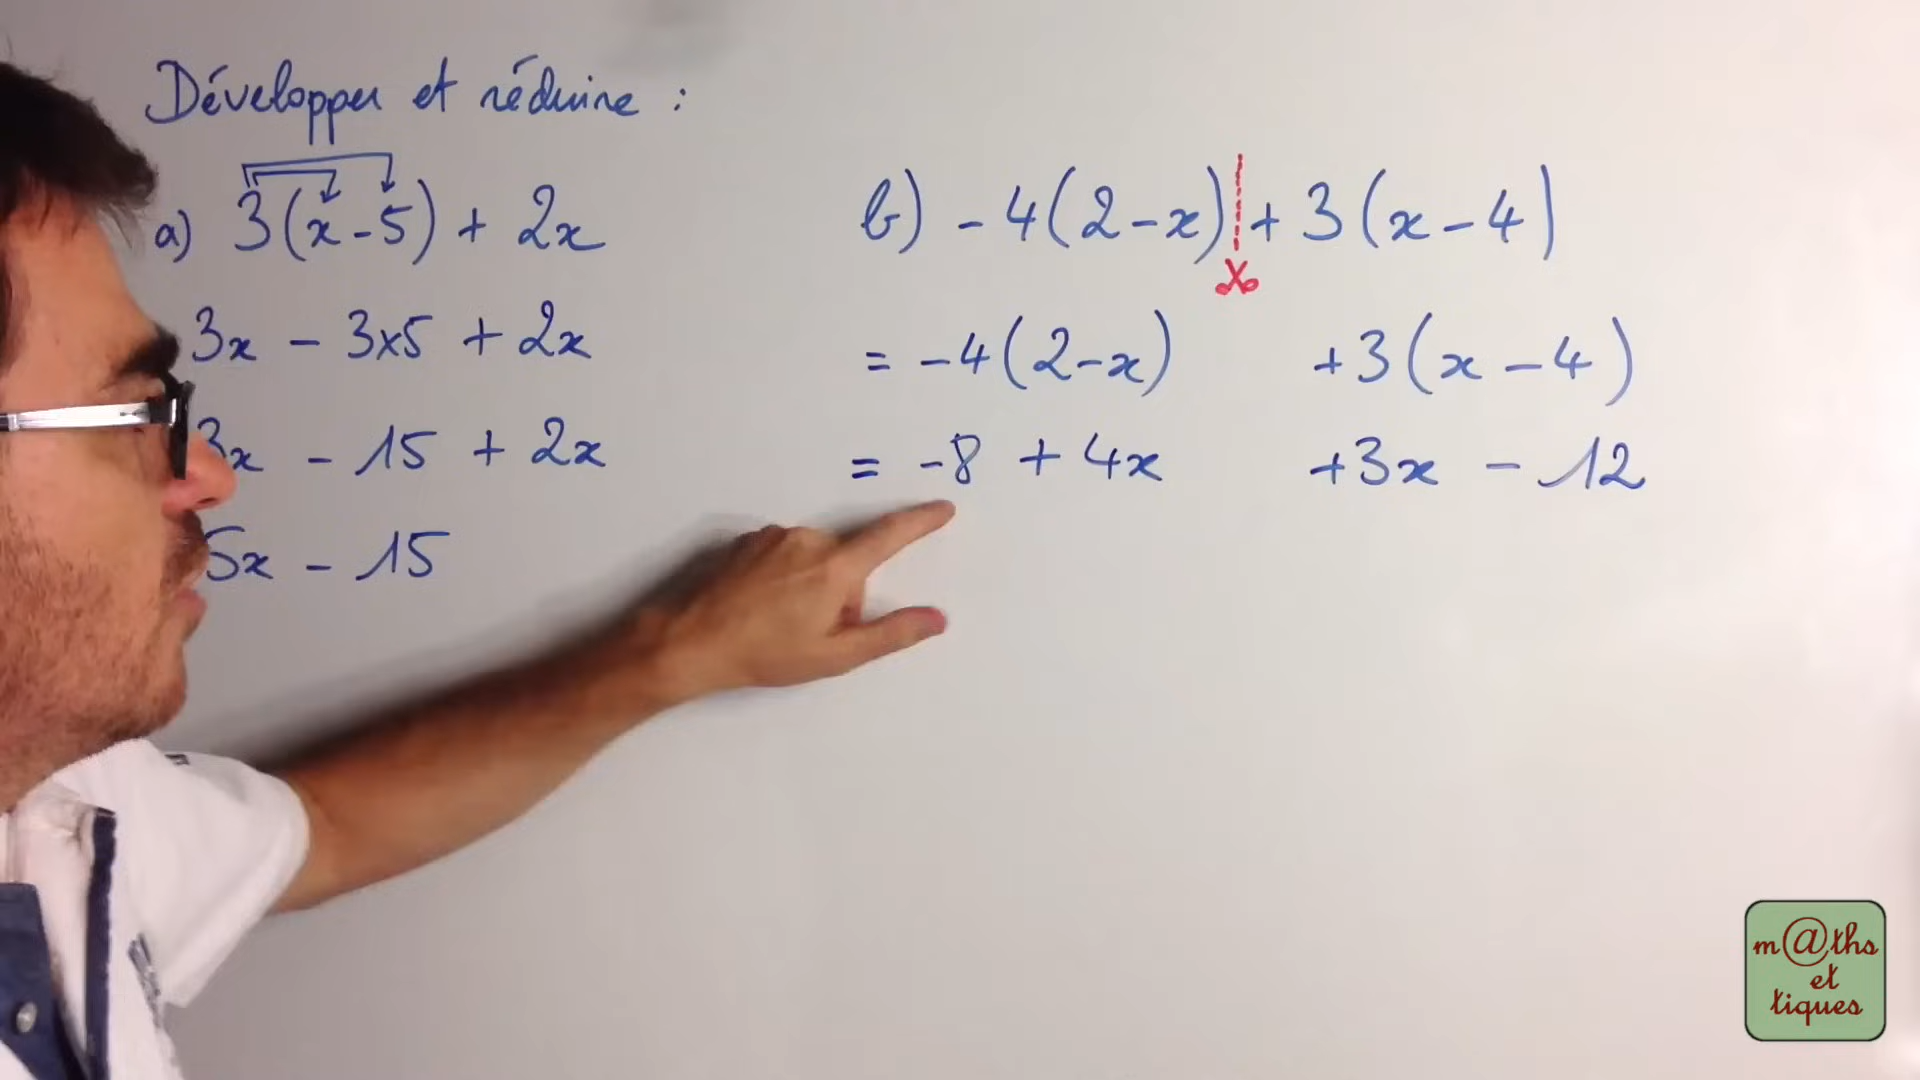 Développer et réduire :
a) 3(x-5) + 2x
3x - 3x5 + 2x
3x - 15 + 2x
5x - 15
b) -4(2-x) + 3(x-4)
= -4(2-x) +3(x-4)
= -8 + 4x +3x - 12
m@ths
et
tiques